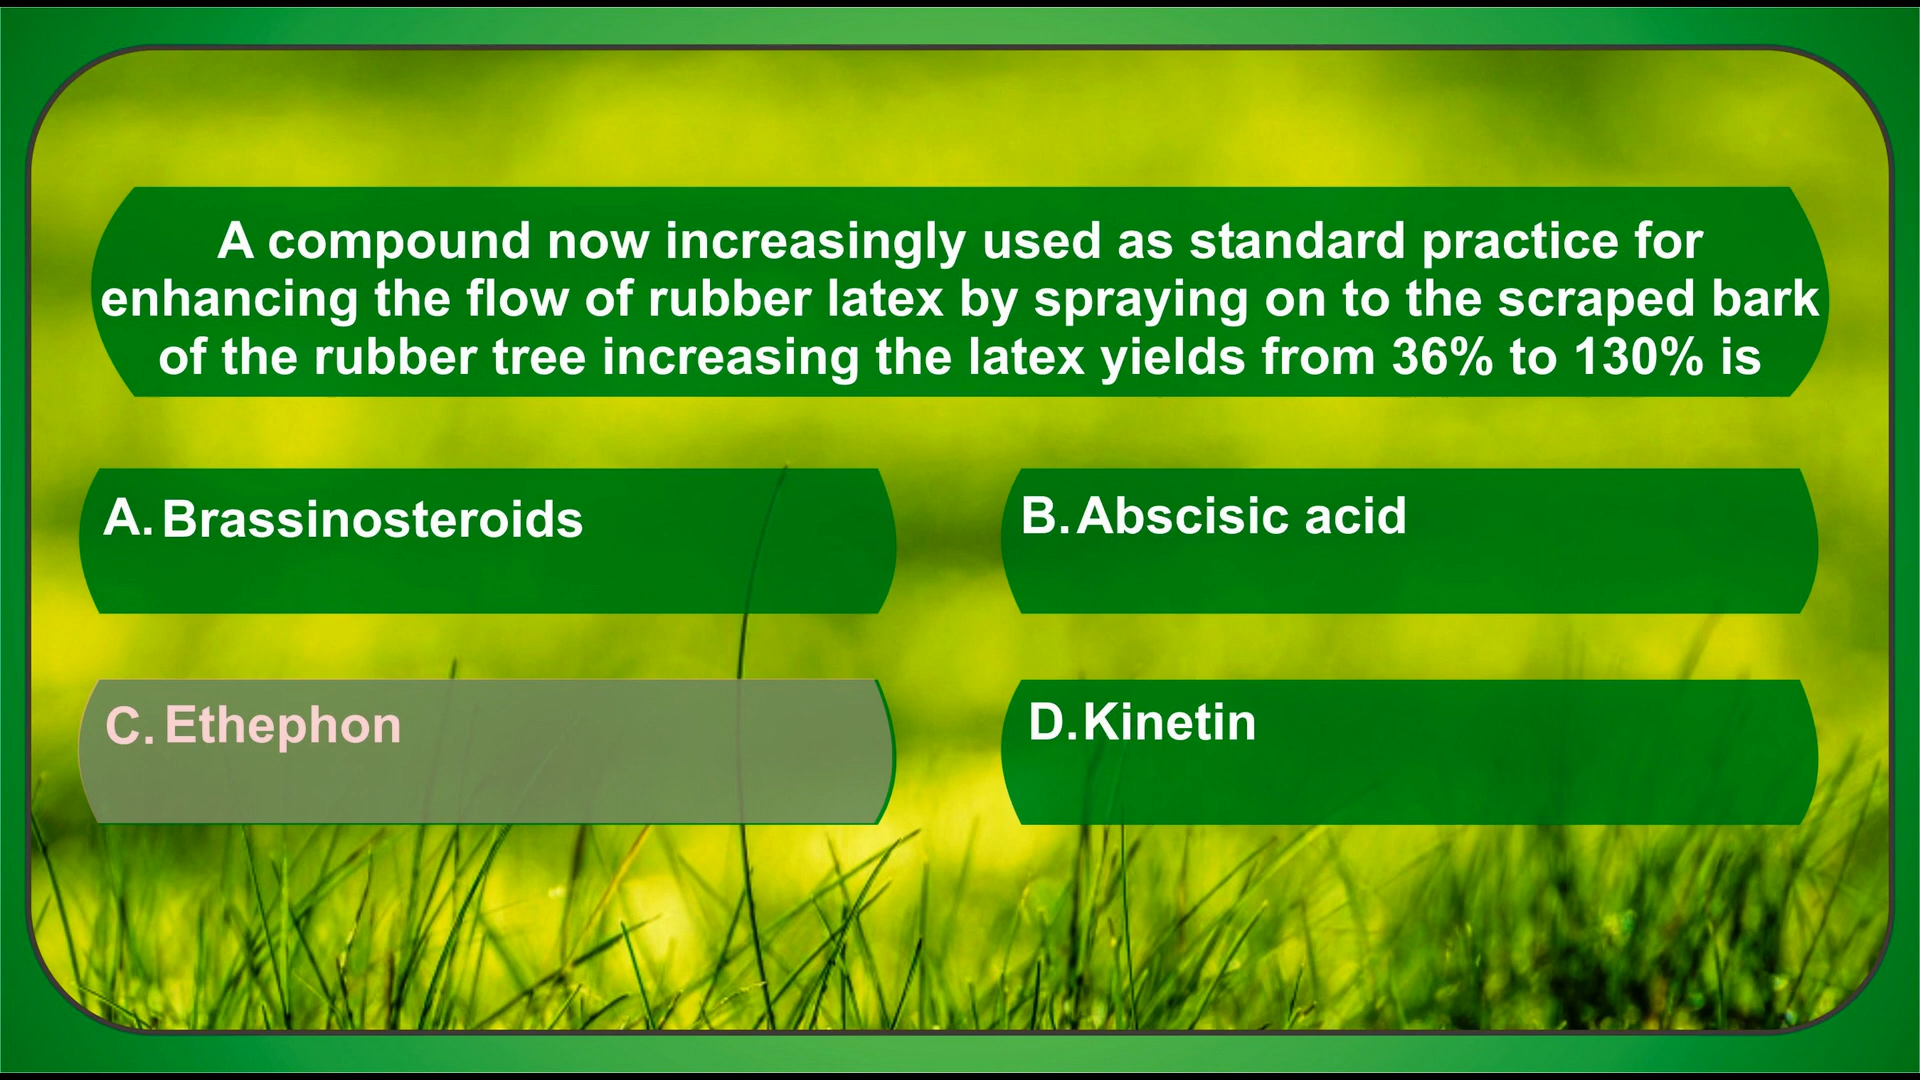 A compound now increasingly used as standard practice for
enhancing the flow of rubber latex by spraying on to the scraped bark
of the rubber tree increasing the latex yields from 36% to 130% is
A. Brassinosteroids
B. Abscisic acid
C. Ethephon
D. Kinetin